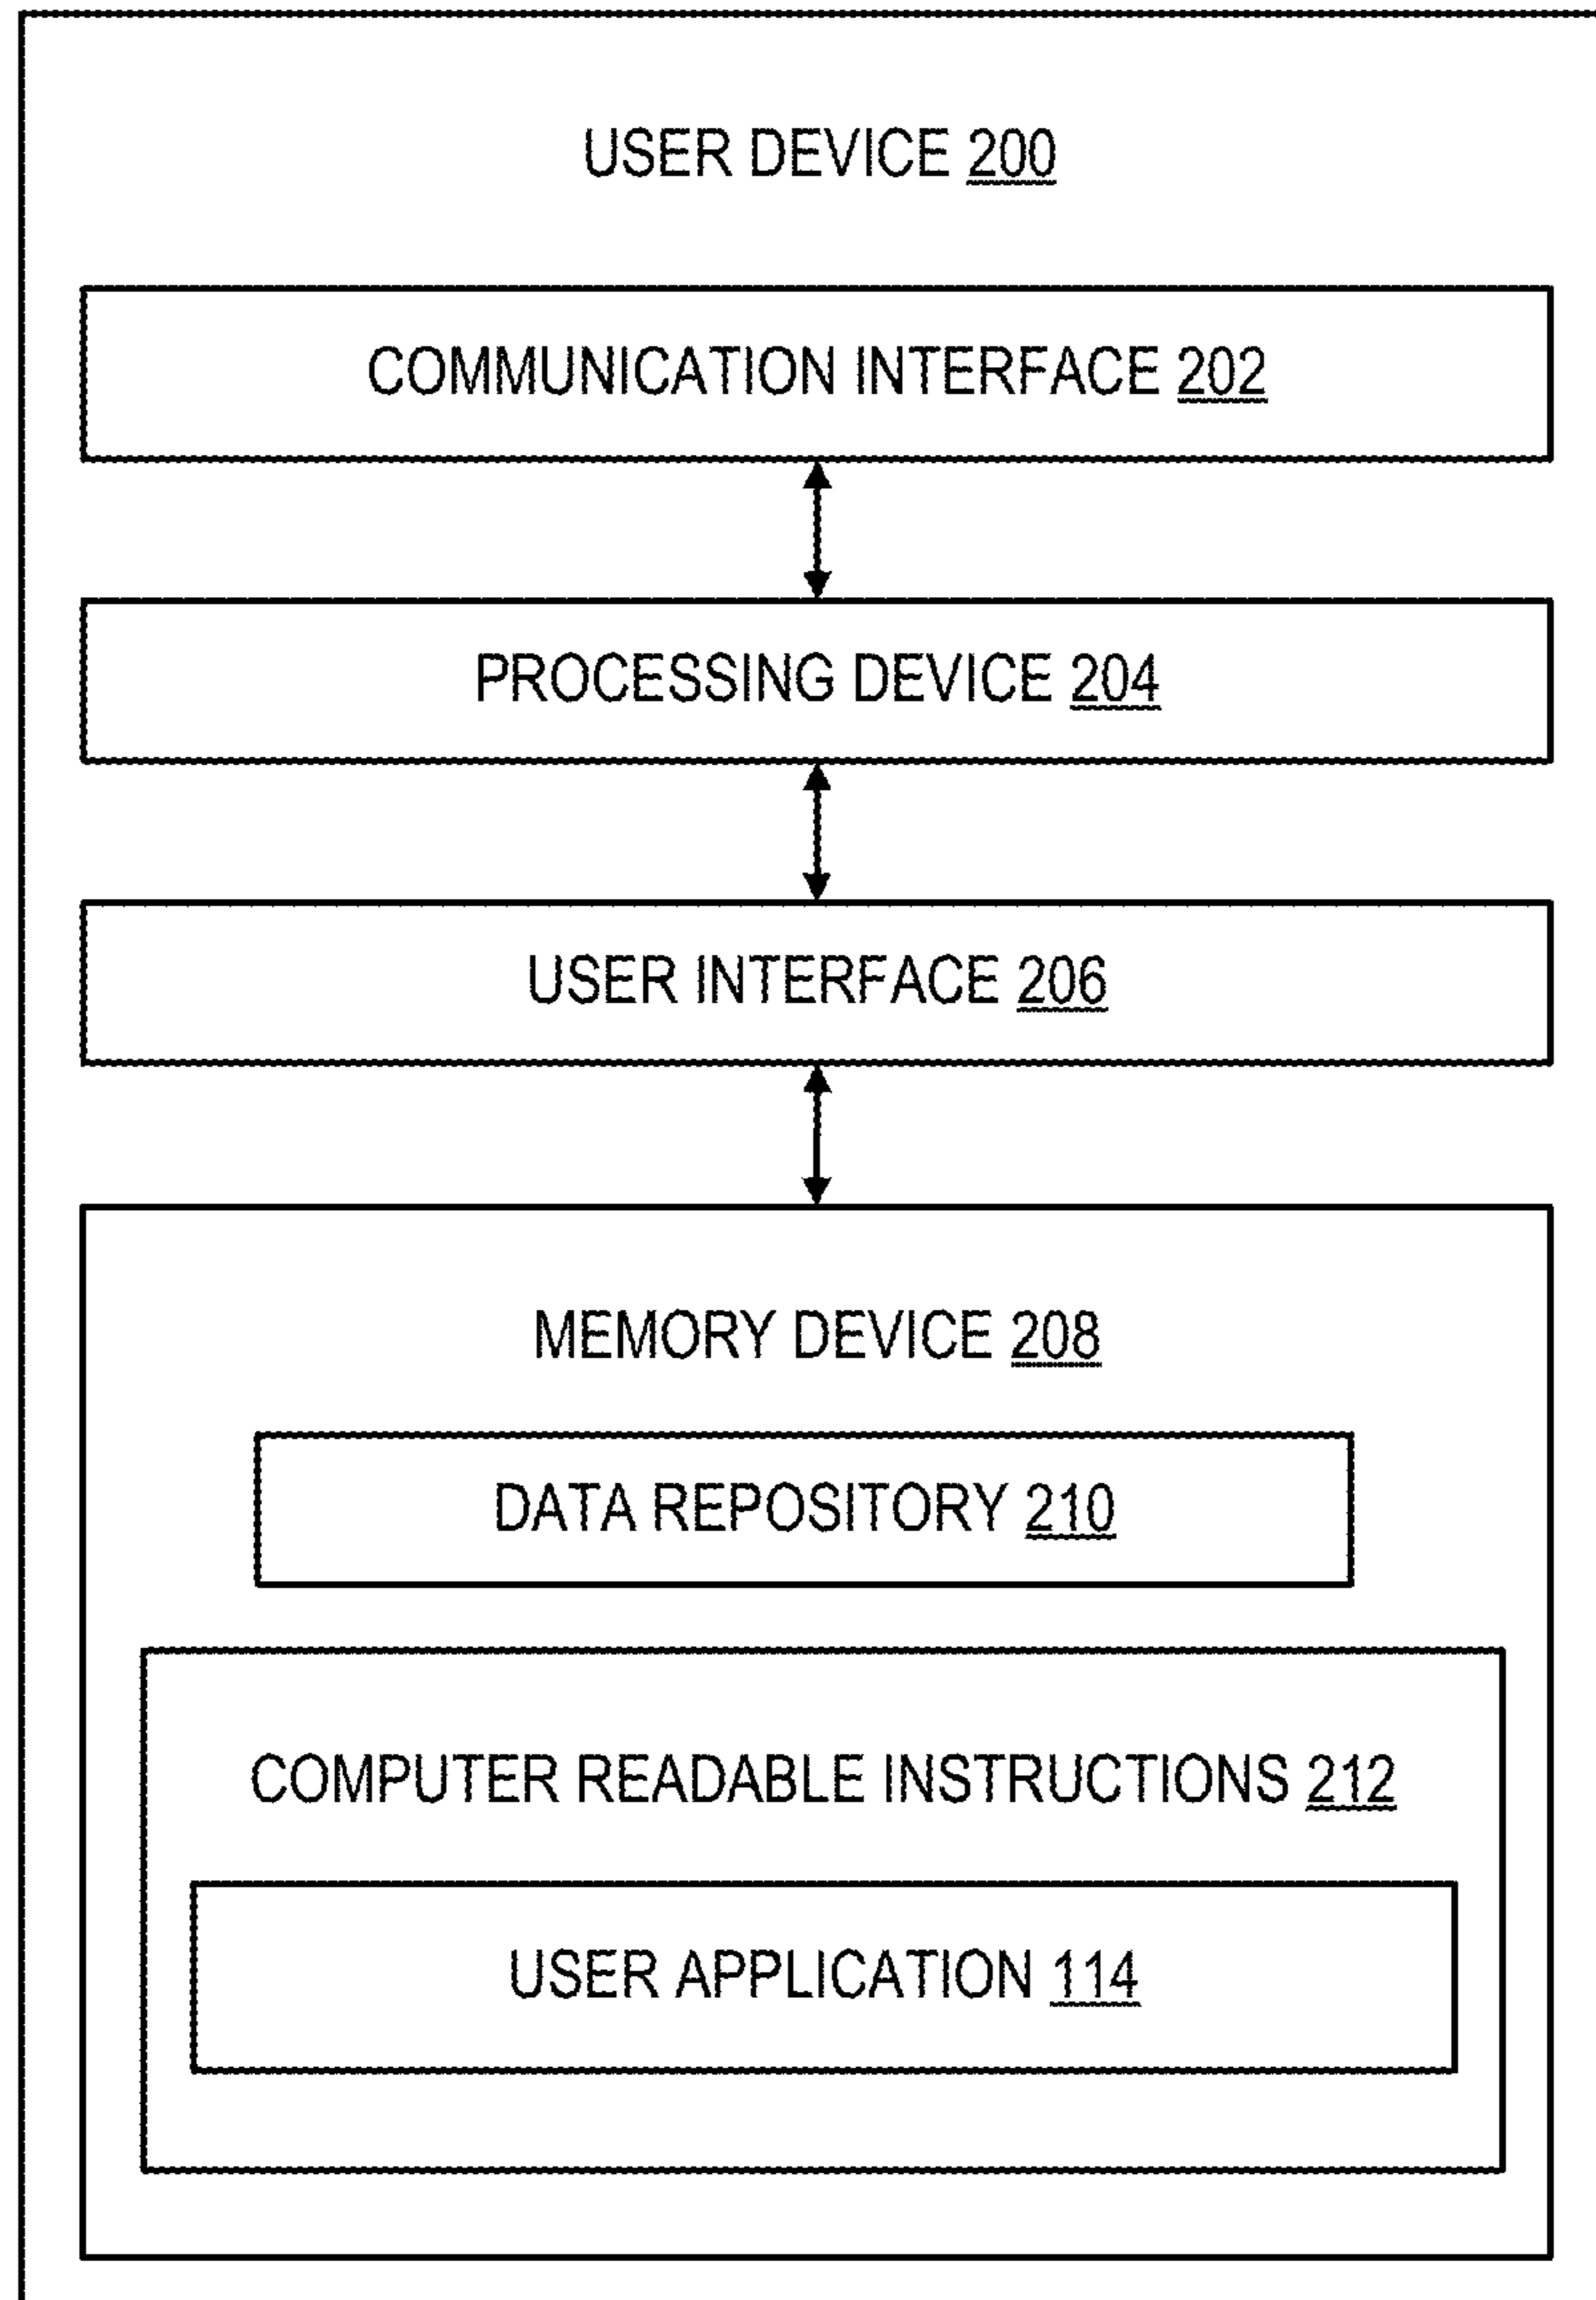 USER DEVICE 200
COMMUNICATION INTERFACE 202
PROCESSING DEVICE 204
USER INTERFACE 206
MEMORY DEVICE 208
DATA REPOSITORY 210
COMPUTER READABLE INSTRUCTIONS 212
USER APPLICATION 114